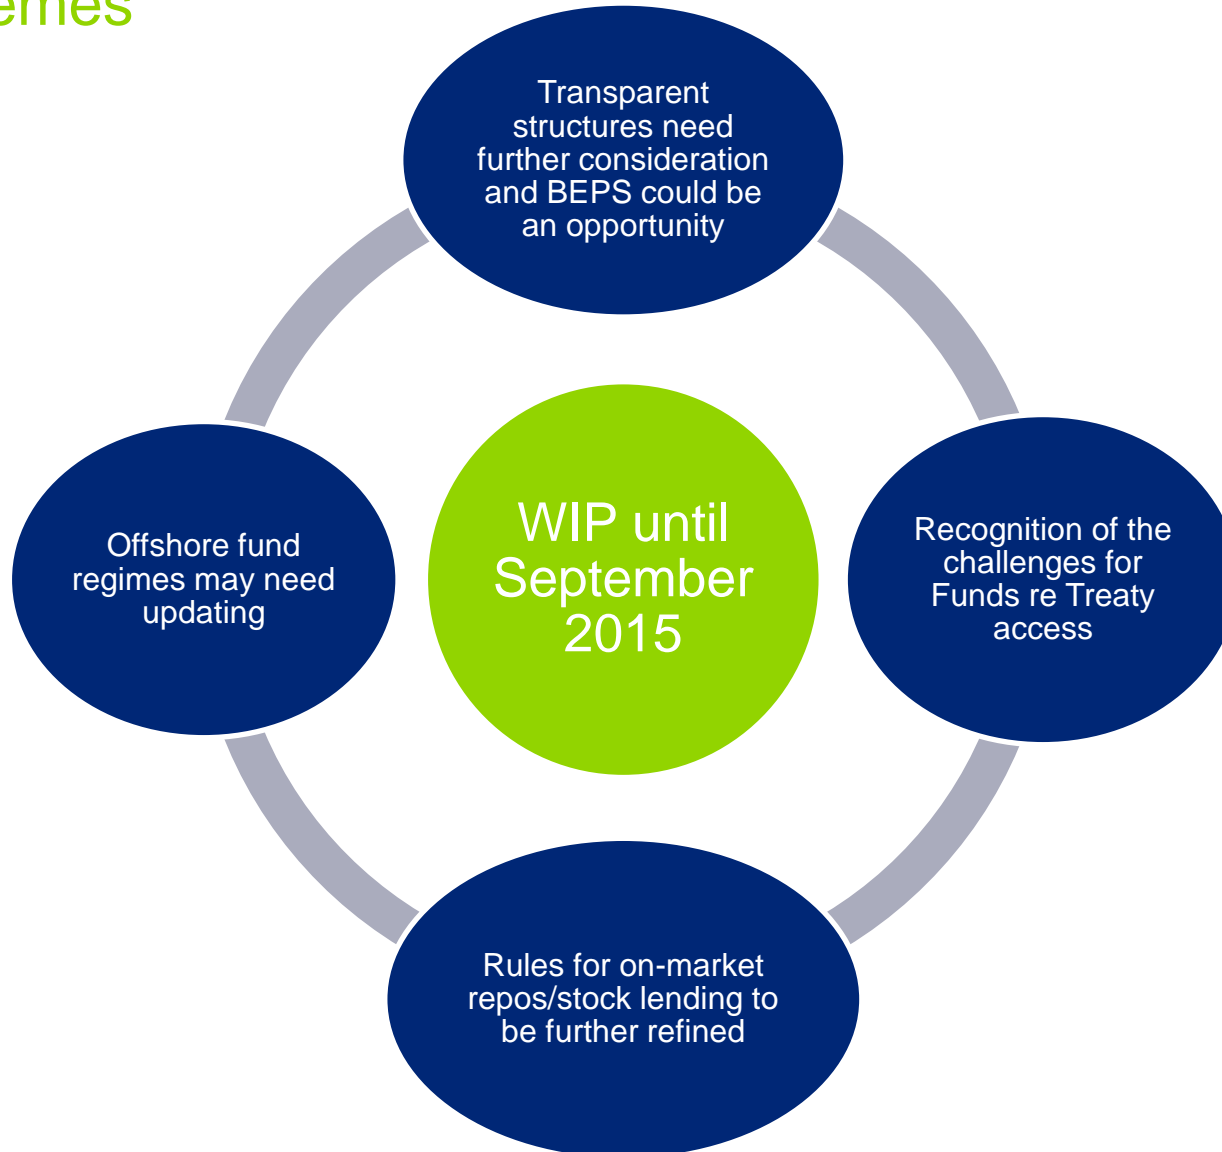 Transparent
structures need
further consideration
and BEPS could be
an opportunity
Offshore fund
regimes may need
updating
WIP until
September
2015
Recognition of the
challenges for
Funds re Treaty
access
Rules for on-market
repos/stock lending to
be further refined